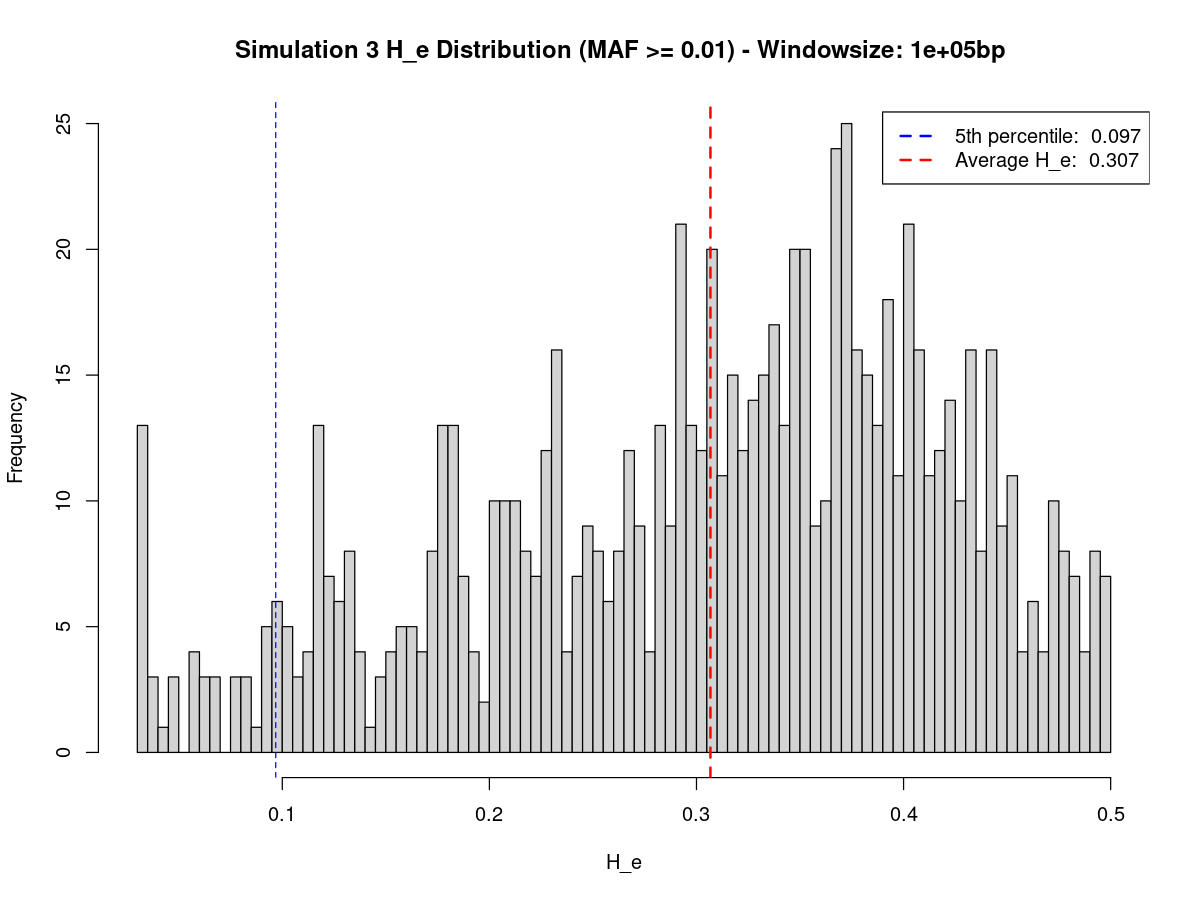 Simulation 3 H_e Distribution (MAF >= 0.01) - Windowsize: 1e+05bp
5th percentile: 0.097
Average H_e: 0.307
Frequency
25
20
15
10
5
0
0.1 0.2 0.3 0.4 0.5
H_e